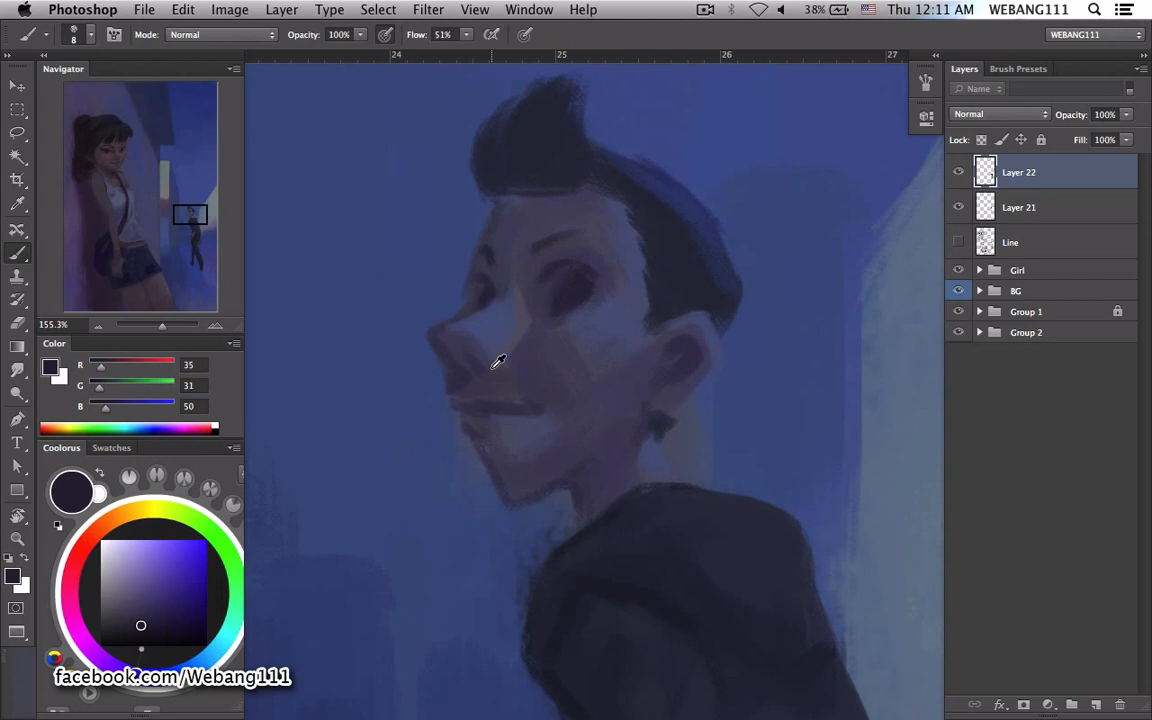 Photoshop File Edit Image Layer Type Select Filter View Window Help 38% Thu 12:11 AM WEBANG111
8 Mode: Normal Opacity: 100% Flow: 51% WEBANG111
24 25 26 27
Navigator
155.3%
Color
R 35
G 31
B 50
Colorus Swatches
facebook.com/Webang111
Layers Brush Presets
Name
Normal Opacity: 100%
Lock: Fill: 100%
Layer 22
Layer 21
Line
Girl
BG
Group 1
Group 2
fx